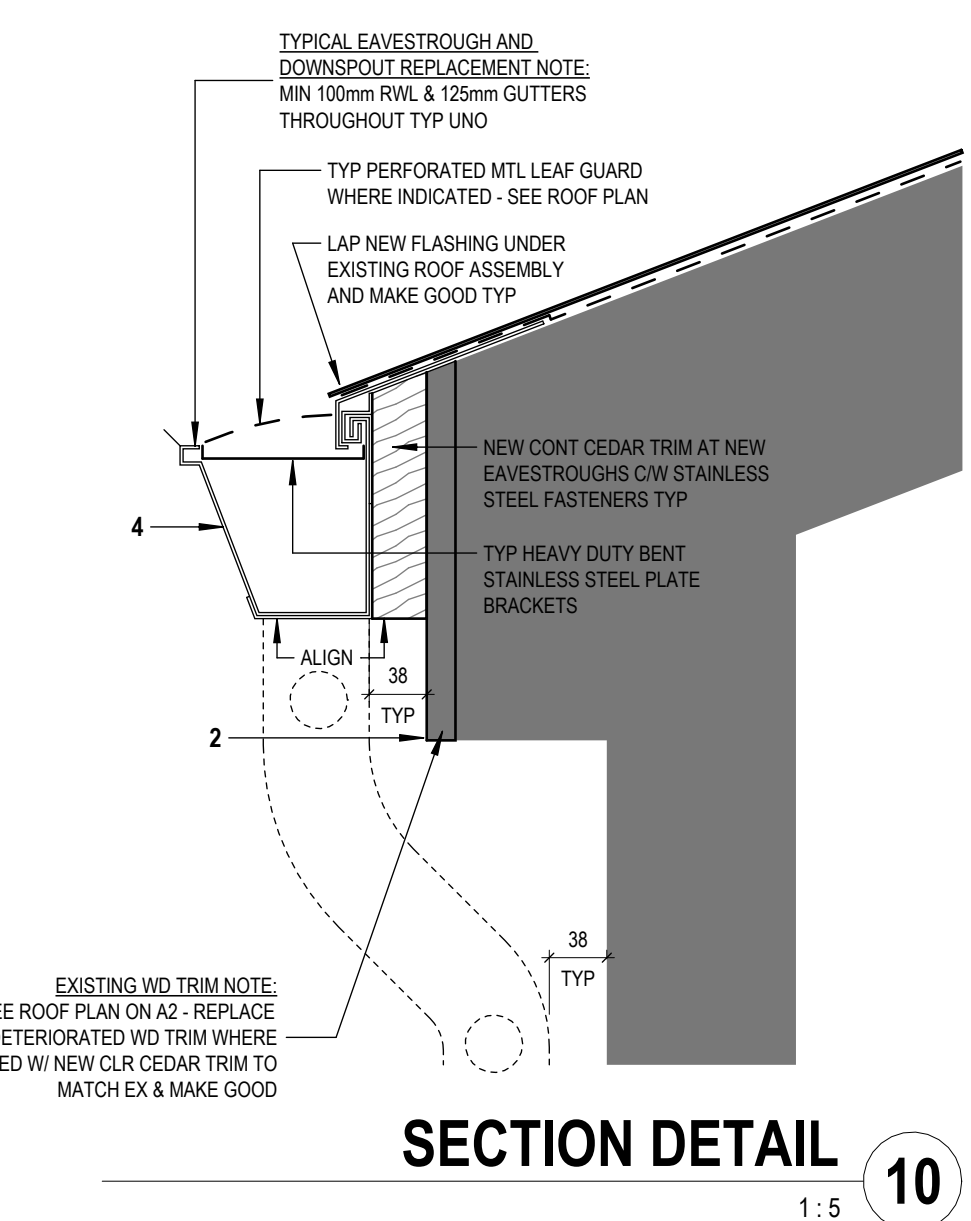 TYPICAL EAVESTROUGH AND
DOWNSPOUT REPLACEMENT NOTE:
MIN 100mm RWL & 125mm GUTTERS
THROUGHOUT TYP UNO
TYP PERFORATED MTL LEAF GUARD
WHERE INDICATED - SEE ROOF PLAN
LAP NEW FLASHING UNDER
EXISTING ROOF ASSEMBLY
AND MAKE GOOD TYP
NEW CONT CEDAR TRIM AT NEW
EAVESTROUGHS C/W STAINLESS
STEEL FASTENERS TYP
4
TYP HEAVY DUTY BENT
STAINLESS STEEL PLATE
BRACKETS
ALIGN
38
TYP
2
38
TYP
EXISTING WD TRIM NOTE:
EE ROOF PLAN ON A2 - REPLACE
DETERIORATED WD TRIM WHERE
ED W/ NEW CLR CEDAR TRIM TO
MATCH EX & MAKE GOOD
SECTION DETAIL
10
1 : 5